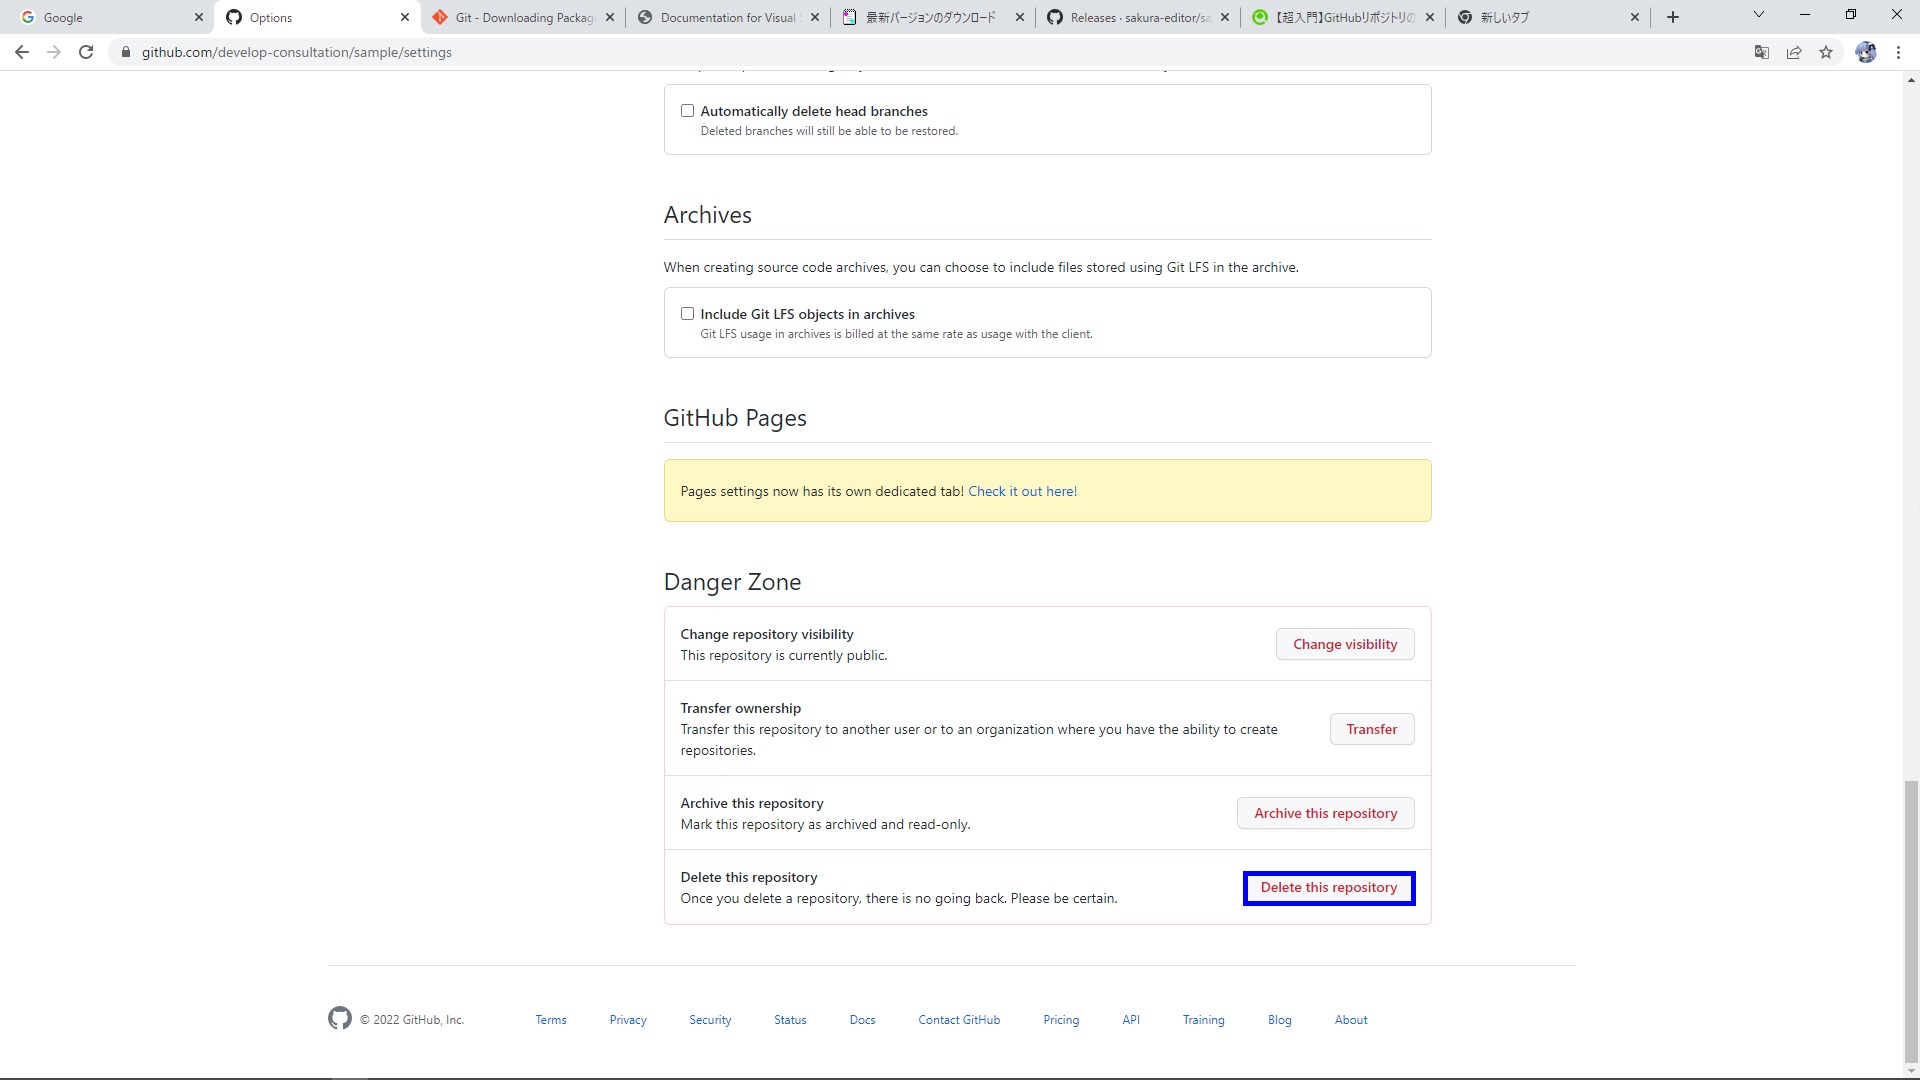 Google
Options
Git - Downloading Package
Documentation for Visual
最新バージョンのダウンロード
Releases · sakura-editor/sa
【超入門】GitHubリポジトリの
新しいタブ
github.com/develop-consultation/sample/settings
Automatically delete head branches
Deleted branches will still be able to be restored.
Archives
When creating source code archives, you can choose to include files stored using Git LFS in the archive.
Include Git LFS objects in archives
Git LFS usage in archives is billed at the same rate as usage with the client.
GitHub Pages
Pages settings now has its own dedicated tab! Check it out here!
Danger Zone
Change repository visibility
This repository is currently public.
Change visibility
Transfer ownership
Transfer this repository to another user or to an organization where you have the ability to create
repositories.
Transfer
Archive this repository
Mark this repository as archived and read-only.
Archive this repository
Delete this repository
Once you delete a repository, there is no going back. Please be certain.
Delete this repository
© 2022 GitHub, Inc.
Terms
Privacy
Security
Status
Docs
Contact GitHub
Pricing
API
Training
Blog
About